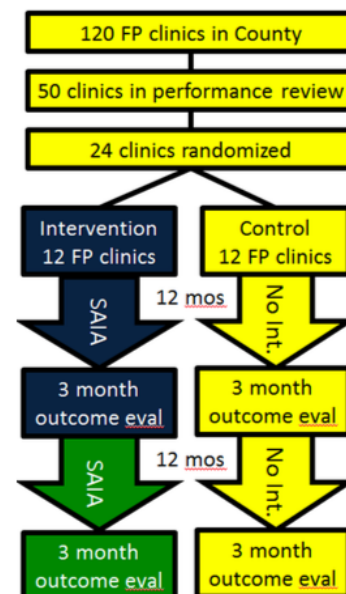 120 FP clinics in County
50 clinics in performance review
24 clinics randomized
Intervention
12 FP clinics
Control
12 FP clinics
SAIA
12 mos
No Int.
3 month
outcome eval
3 month
outcome eval
SAIA
12 mos
No Int.
3 month
outcome eval
3 month
outcome eval